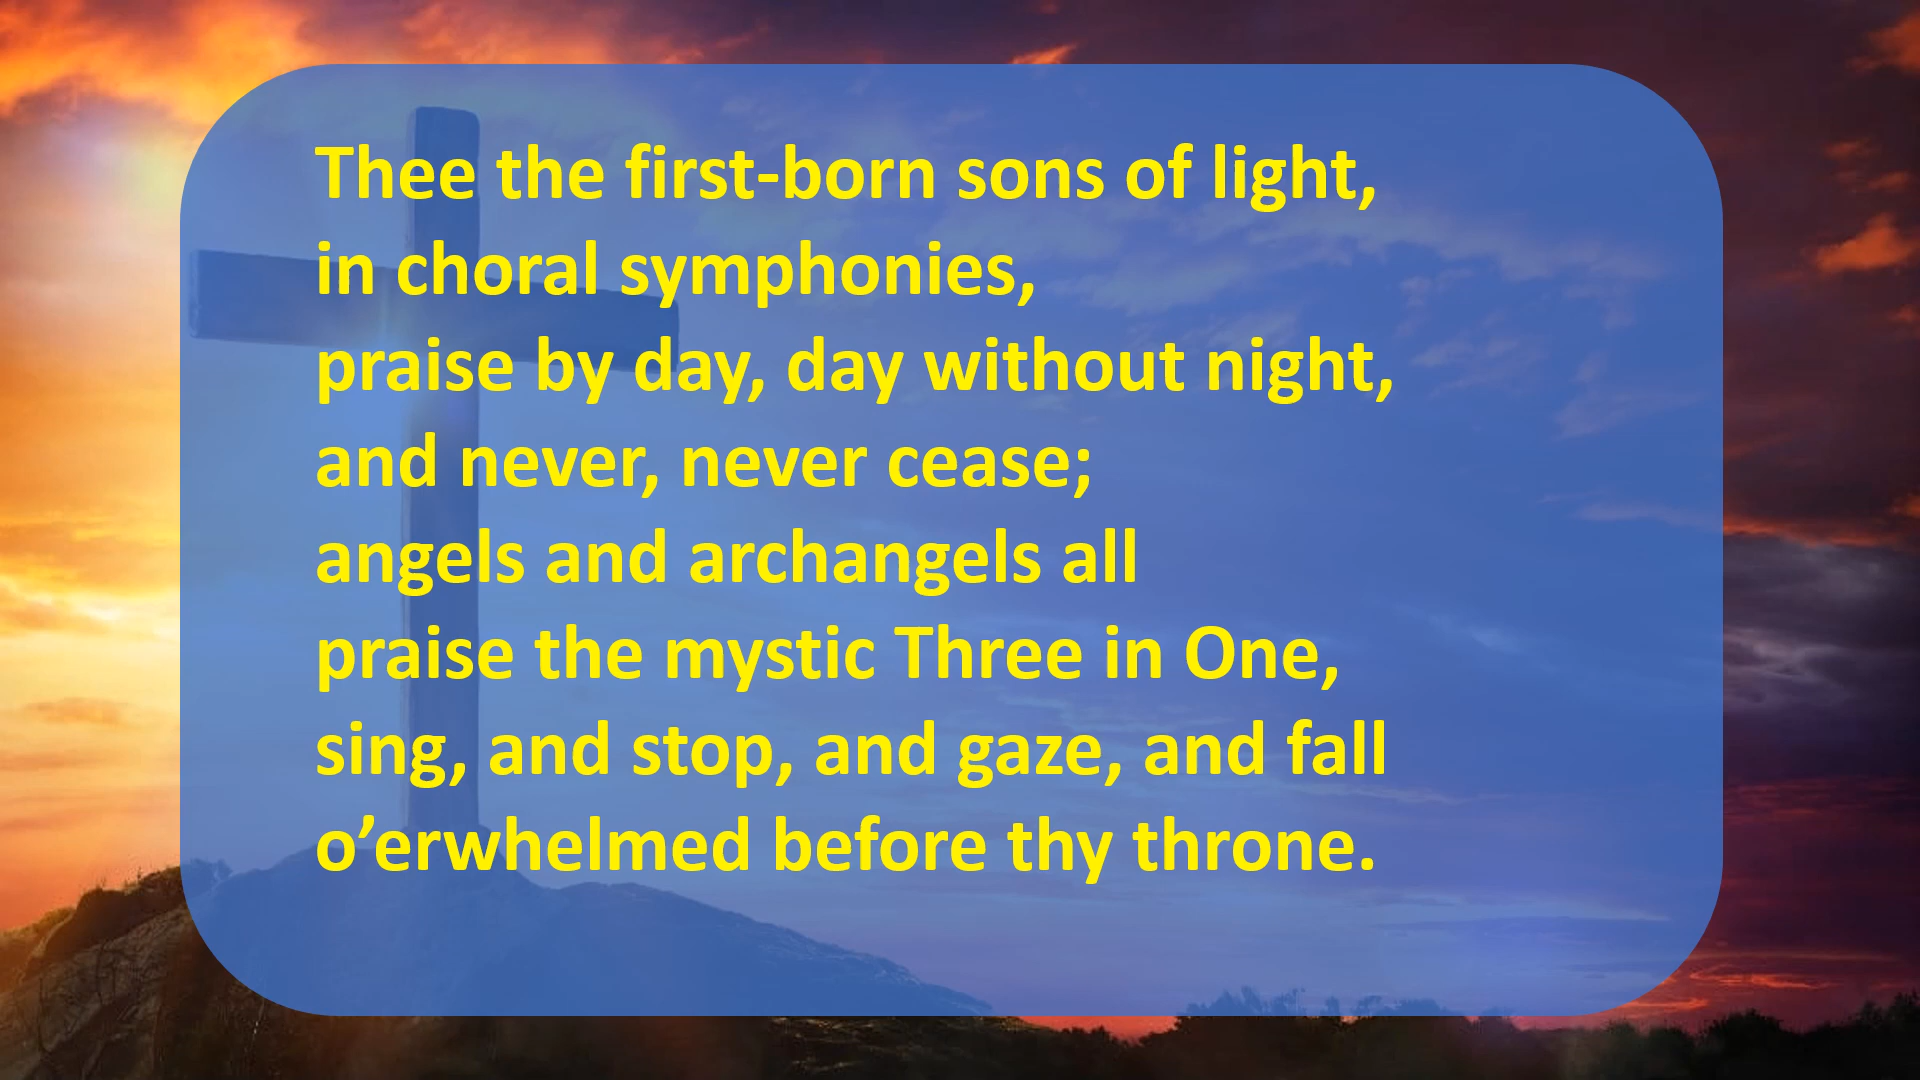 Thee the first-born sons of light,
in choral symphonies,
praise by day, day without night,
and never, never cease;
angels and archangels all
praise the mystic Three in One,
sing, and stop, and gaze, and fall
o’erwhelmed before thy throne.